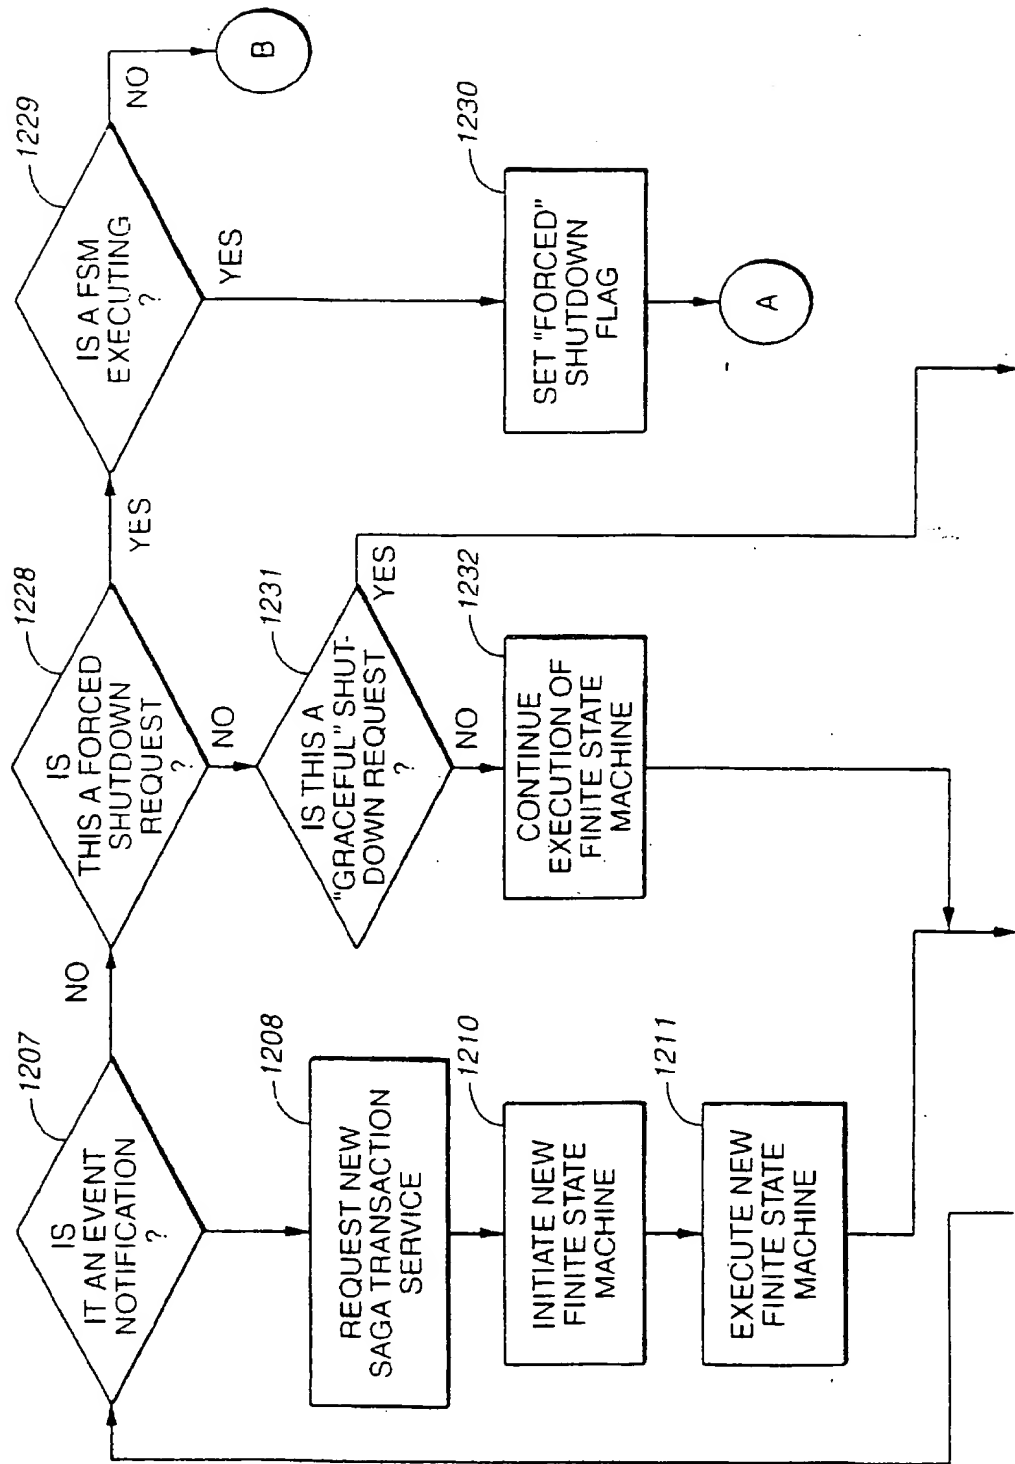 1207
IS
IT AN EVENT
NOTIFICATION
?
NO
1208
REQUEST NEW
SAGA TRANSACTION
SERVICE
1210
INITIATE NEW
FINITE STATE
MACHINE
1211
EXECUTE NEW
FINITE STATE
MACHINE
1228
IS
THIS A FORCED
SHUTDOWN
REQUEST
?
YES
NO
1231
IS THIS A
"GRACEFUL" SHUT-
DOWN REQUEST
?
YES
NO
1232
CONTINUE
EXECUTION OF
FINITE STATE
MACHINE
1229
IS A FSM
EXECUTING
?
NO
B
YES
1230
SET "FORCED"
SHUTDOWN
FLAG
A